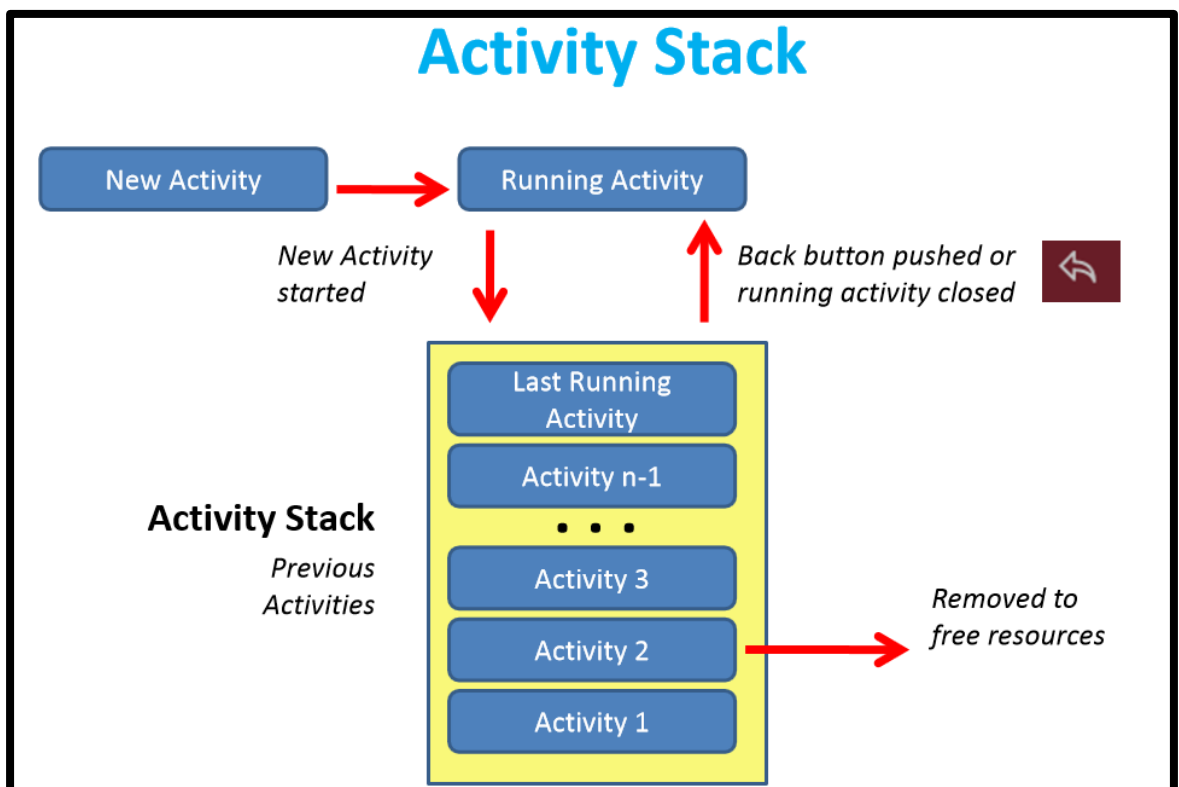 Activity Stack
New Activity
Running Activity
New Activity
started
Back button pushed or
running activity closed
Last Running
Activity
Activity n-1
. . .
Activity Stack
Previous
Activities
Activity 3
Activity 2
Activity 1
Removed to
free resources